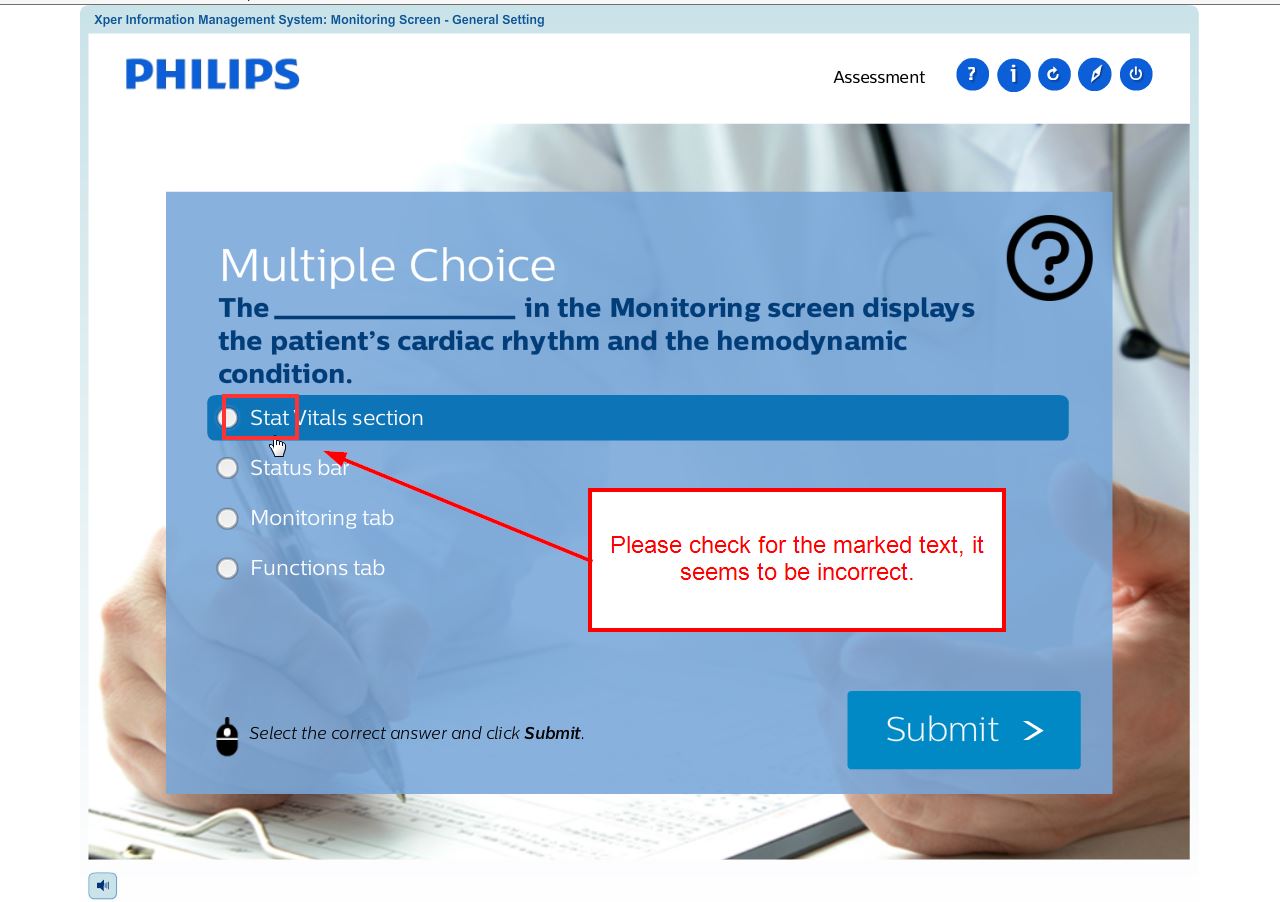 Xper Information Management System: Monitoring Screen - General Setting
PHILIPS
Assessment
?
i
?
Multiple Choice
The _______________ in the Monitoring screen displays
the patient’s cardiac rhythm and the hemodynamic
condition.
Stat Vitals section
Status bar
Monitoring tab
Functions tab
Please check for the marked text, it
seems to be incorrect.
Select the correct answer and click Submit.
Submit >